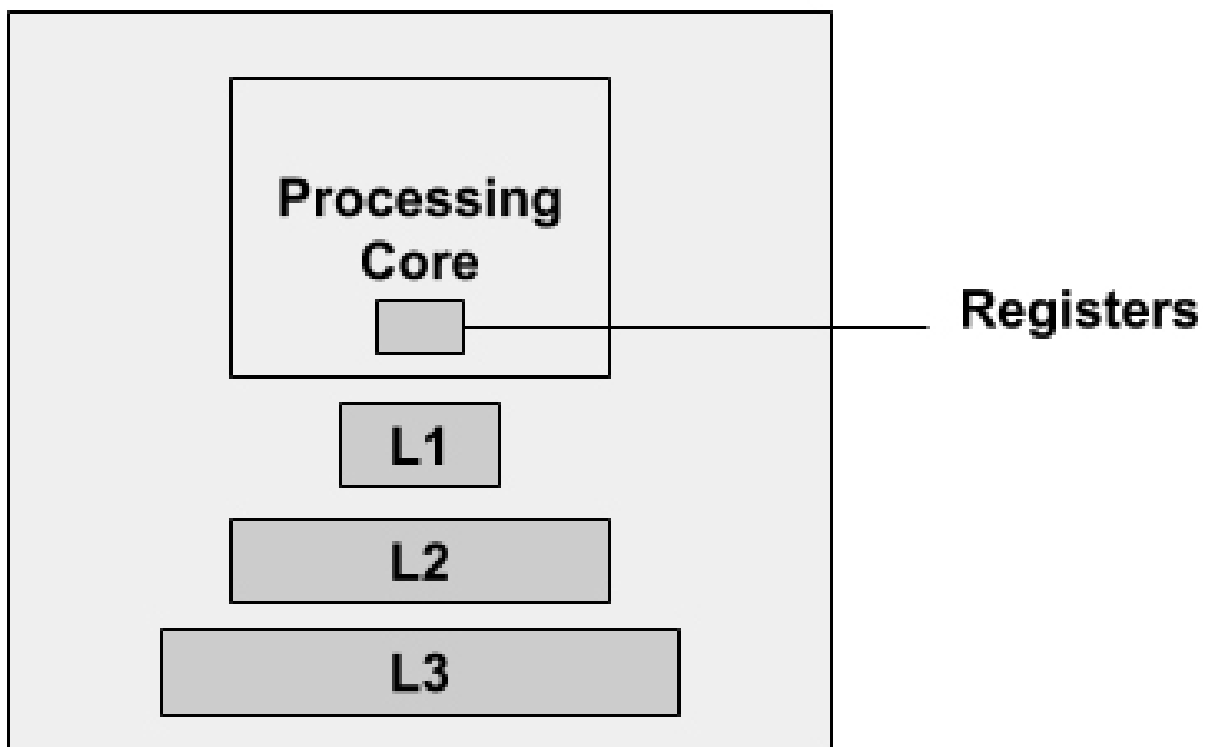 Processing
Core
Registers
L1
L2
L3